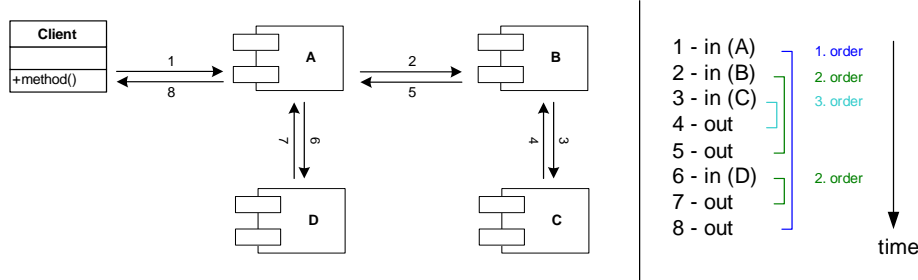 Client
+method()
1
8
A
2
5
B
7
6
4
3
D
C
1 - in (A)
1. order
2 - in (B)
2. order
3 - in (C)
3. order
4 - out
5 - out
6 - in (D)
2. order
7 - out
8 - out
time